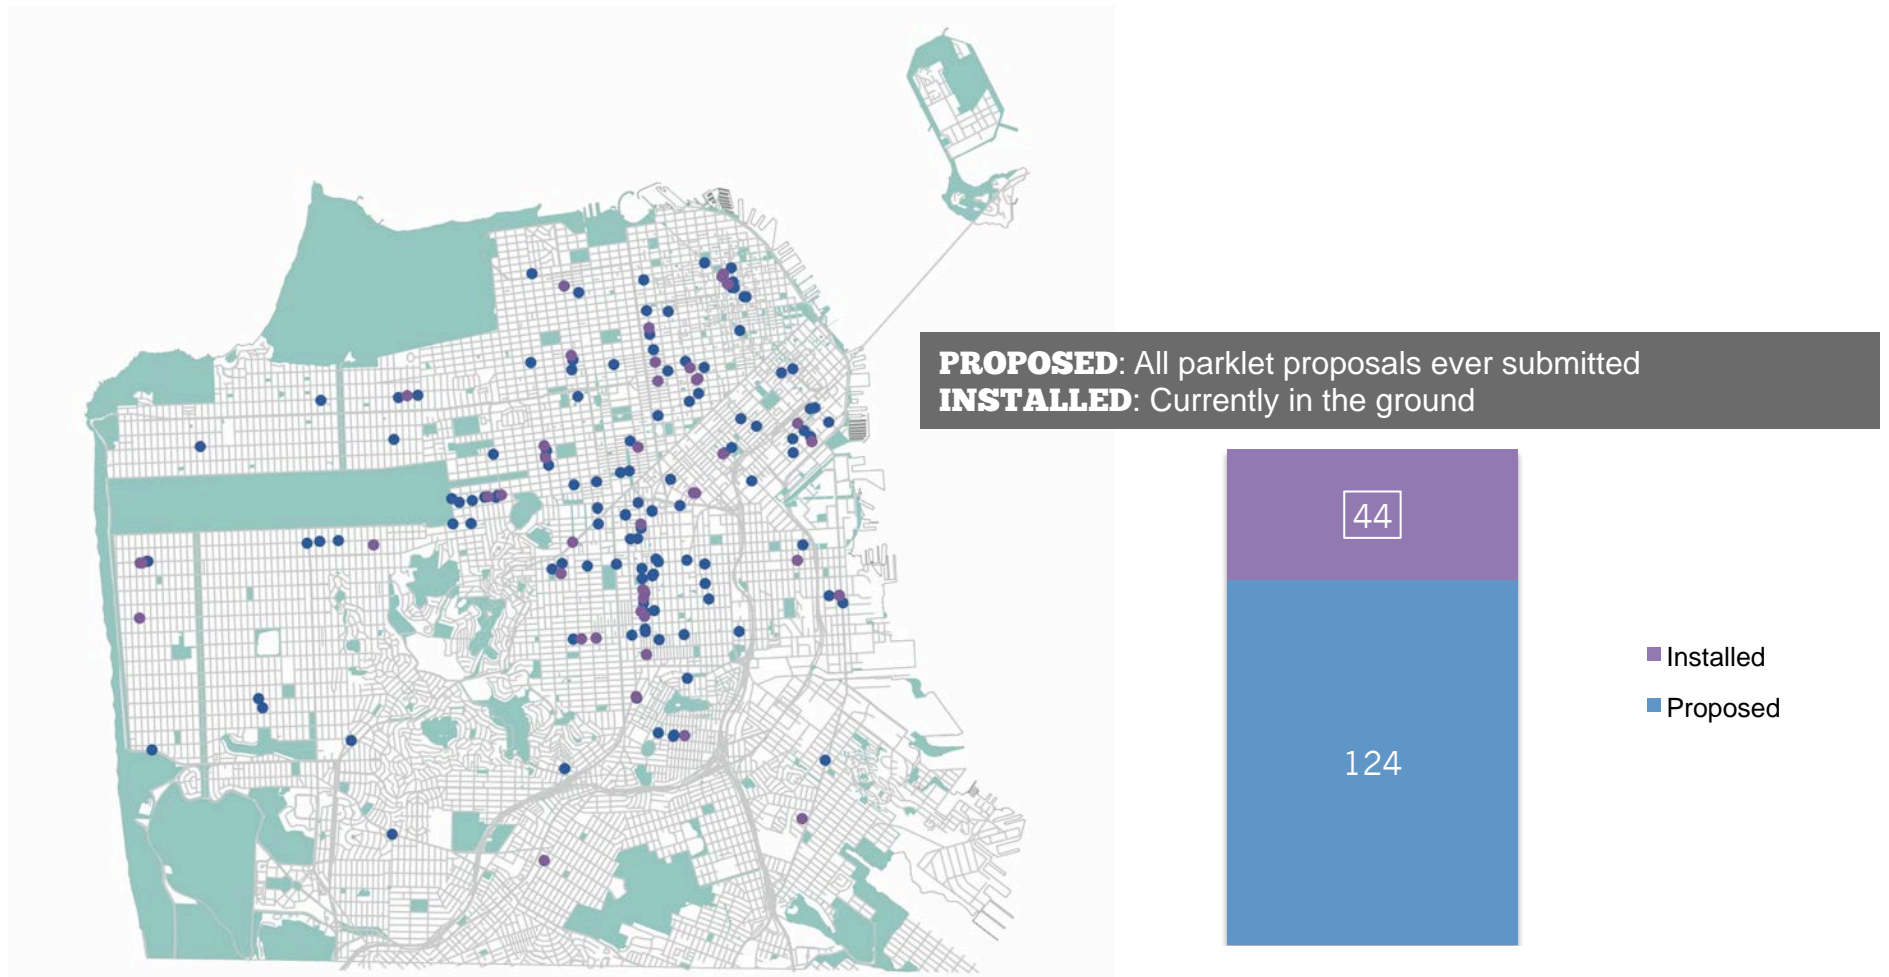 PROPOSED: All parklet proposals ever submitted
INSTALLED: Currently in the ground
44
124
Installed
Proposed